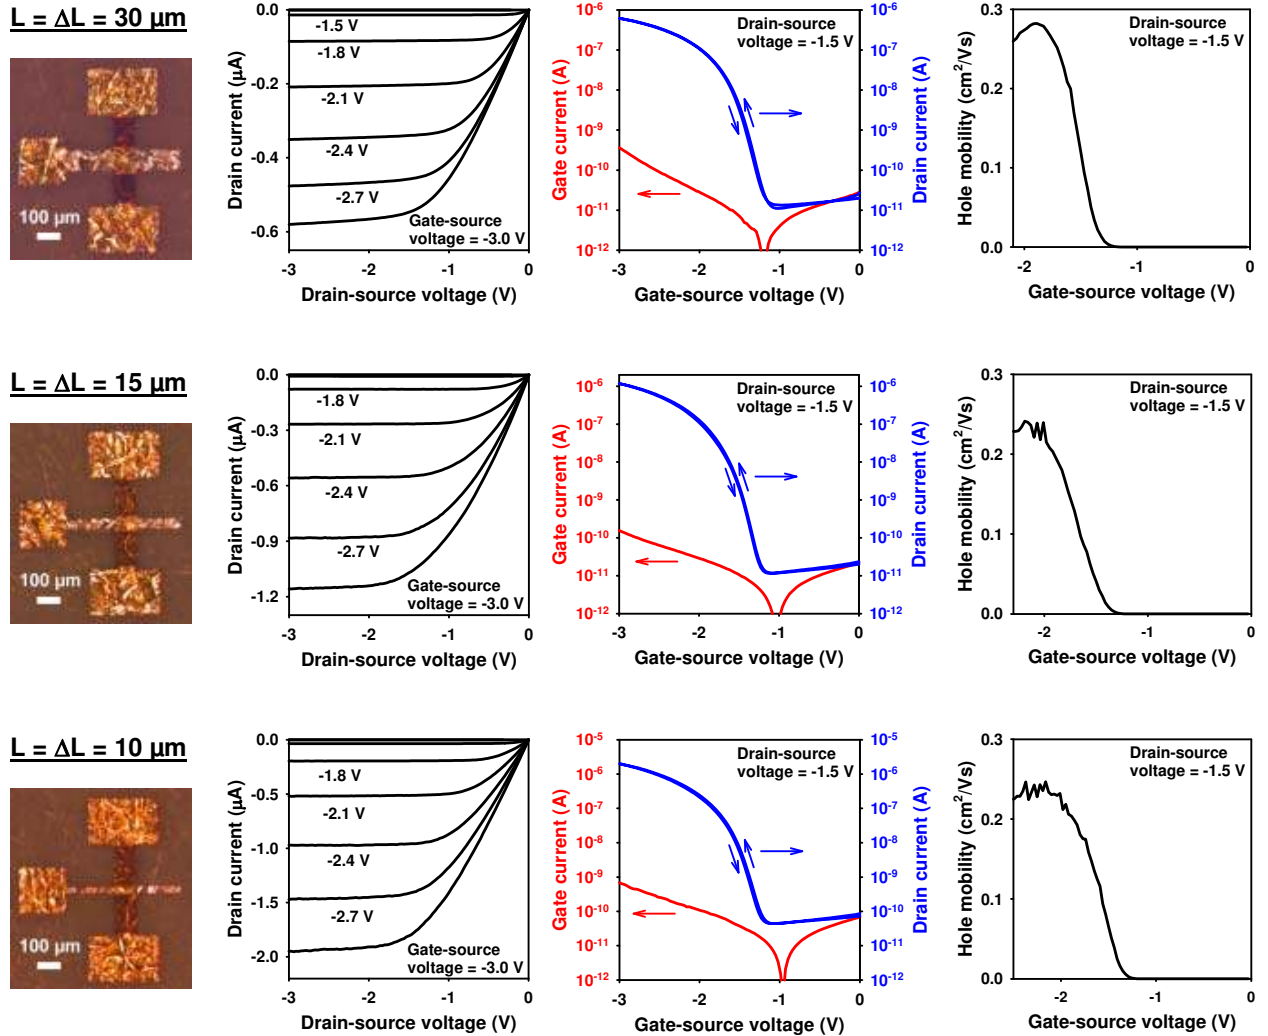 L = ΔL = 30 µm
100 µm
Drain current (µA)
0.0
-0.2
-0.4
-0.6
-1.5 V
-1.8 V
-2.1 V
-2.4 V
-2.7 V
Gate-source
voltage = -3.0 V
-3
-2
-1
0
Drain-source voltage (V)
Gate current (A)
10⁻⁶
10⁻⁷
10⁻⁸
10⁻⁹
10⁻¹⁰
10⁻¹¹
10⁻¹²
Drain-source
voltage = -1.5 V
10⁻⁶
10⁻⁷
10⁻⁸
10⁻⁹
10⁻¹⁰
10⁻¹¹
10⁻¹²
Drain current (A)
-3
-2
-1
0
Gate-source voltage (V)
Hole mobility (cm²/Vs)
0.3
0.2
0.1
0.0
Drain-source
voltage = -1.5 V
-2
-1
0
Gate-source voltage (V)
L = ΔL = 15 µm
100 µm
Drain current (µA)
0.0
-0.3
-0.6
-0.9
-1.2
-1.8 V
-2.1 V
-2.4 V
-2.7 V
Gate-source
voltage = -3.0 V
-3
-2
-1
0
Drain-source voltage (V)
Gate current (A)
10⁻⁶
10⁻⁷
10⁻⁸
10⁻⁹
10⁻¹⁰
10⁻¹¹
10⁻¹²
Drain-source
voltage = -1.5 V
10⁻⁶
10⁻⁷
10⁻⁸
10⁻⁹
10⁻¹⁰
10⁻¹¹
10⁻¹²
Drain current (A)
-3
-2
-1
0
Gate-source voltage (V)
Hole mobility (cm²/Vs)
0.3
0.2
0.1
0.0
Drain-source
voltage = -1.5 V
-2
-1
0
Gate-source voltage (V)
L = ΔL = 10 µm
100 µm
Drain current (µA)
0.0
-0.5
-1.0
-1.5
-2.0
-1.8 V
-2.1 V
-2.4 V
-2.7 V
Gate-source
voltage = -3.0 V
-3
-2
-1
0
Drain-source voltage (V)
Gate current (A)
10⁻⁵
10⁻⁶
10⁻⁷
10⁻⁸
10⁻⁹
10⁻¹⁰
10⁻¹¹
10⁻¹²
Drain-source
voltage = -1.5 V
10⁻⁵
10⁻⁶
10⁻⁷
10⁻⁸
10⁻⁹
10⁻¹⁰
10⁻¹¹
10⁻¹²
Drain current (A)
-3
-2
-1
0
Gate-source voltage (V)
Hole mobility (cm²/Vs)
0.3
0.2
0.1
0.0
Drain-source
voltage = -1.5 V
-2
-1
0
Gate-source voltage (V)